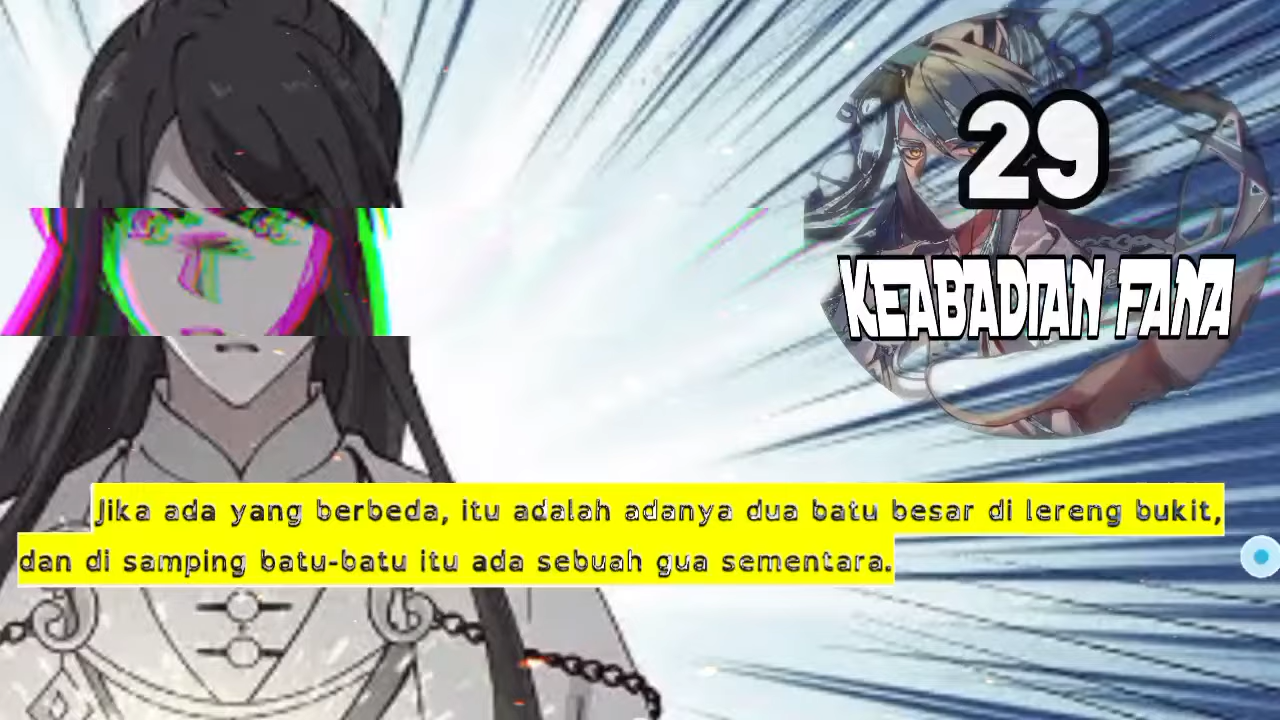 29
KEABADIAN FANA
Jika ada yang berbeda, itu adalah adanya dua batu besar di lereng bukit,
dan di samping batu-batu itu ada sebuah gua sementara.